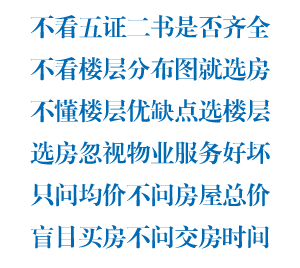 不看五证二书是否齐全
不看楼层分布图就选房
不懂楼层优缺点选楼层
选房忽视物业服务好坏
只问均价不问房屋总价
盲目买房不问交房时间